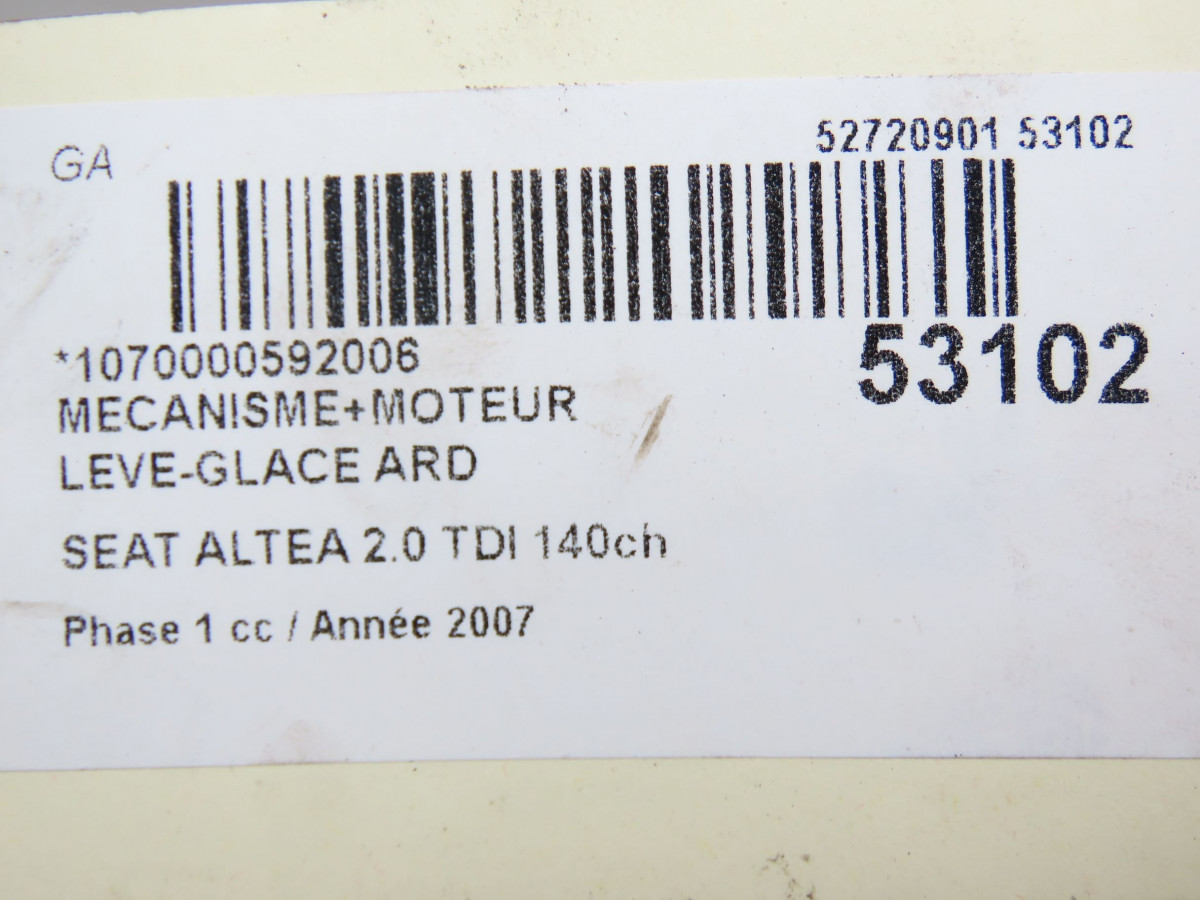 GA
52720901 53102
*1070000592006
53102
MECANISME+MOTEUR
LEVE-GLACE ARD
SEAT ALTEA 2.0 TDI 140ch
Phase 1 cc / Année 2007